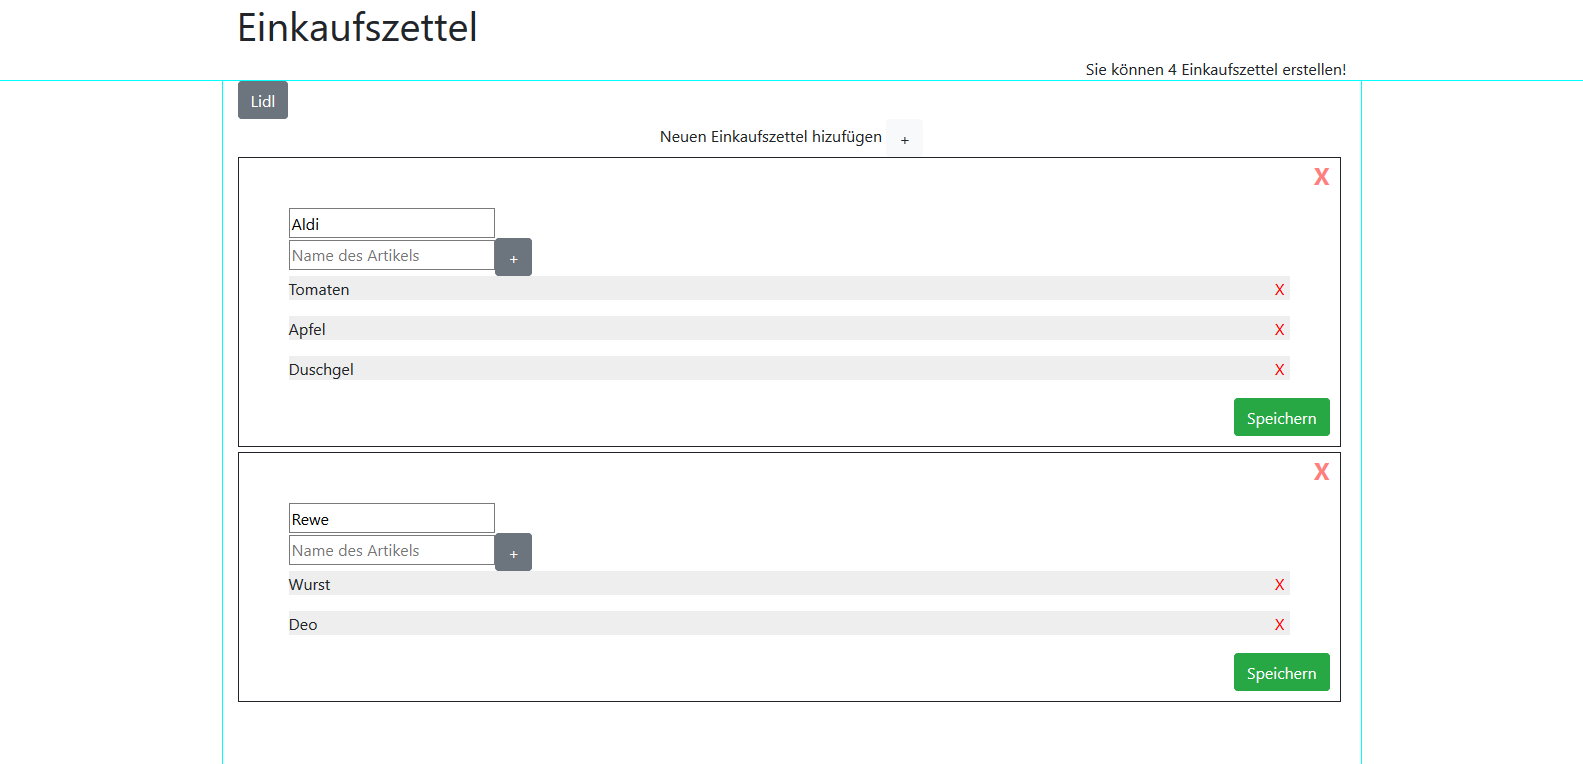 Einkaufszettel
Sie können 4 Einkaufszettel erstellen!
Lidl
Neuen Einkaufszettel hizufügen +
X
Aldi
Name des Artikels +
Tomaten X
Apfel X
Duschgel X
Speichern
X
Rewe
Name des Artikels +
Wurst X
Deo X
Speichern